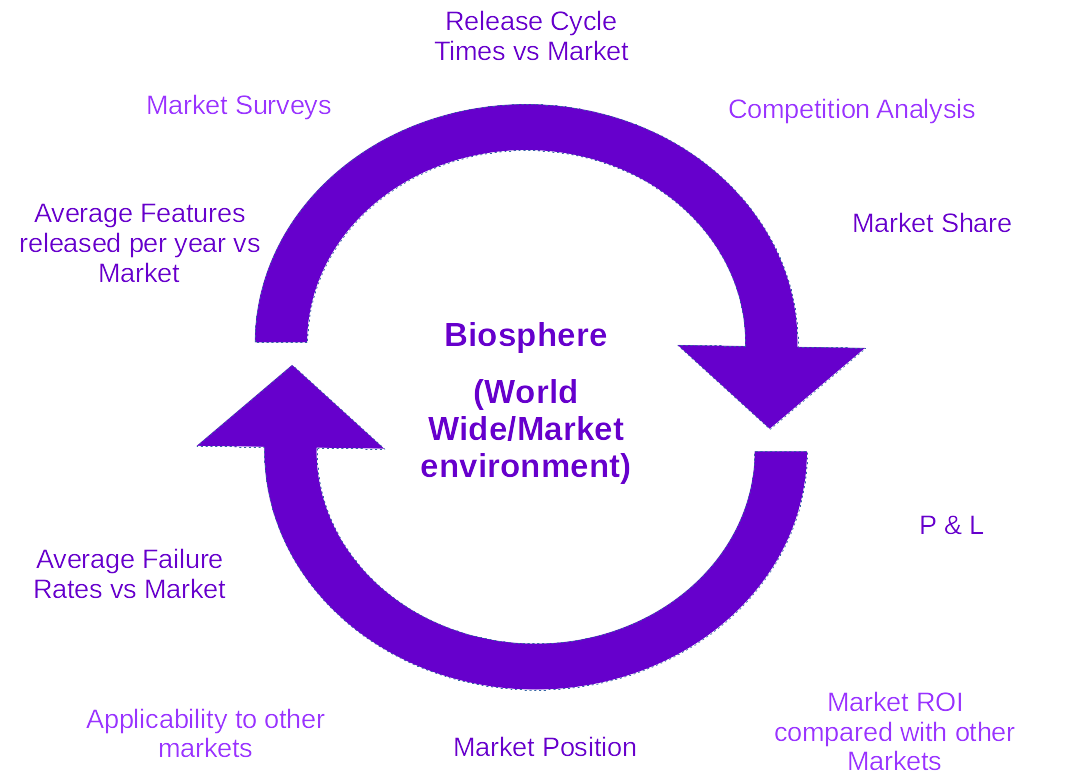 Release Cycle
Times vs Market
Market Surveys
Competition Analysis
Average Features
released per year vs
Market
Market Share
Biosphere
(World
Wide/Market
environment)
P & L
Average Failure
Rates vs Market
Applicability to other
markets
Market Position
Market ROI
compared with other
Markets